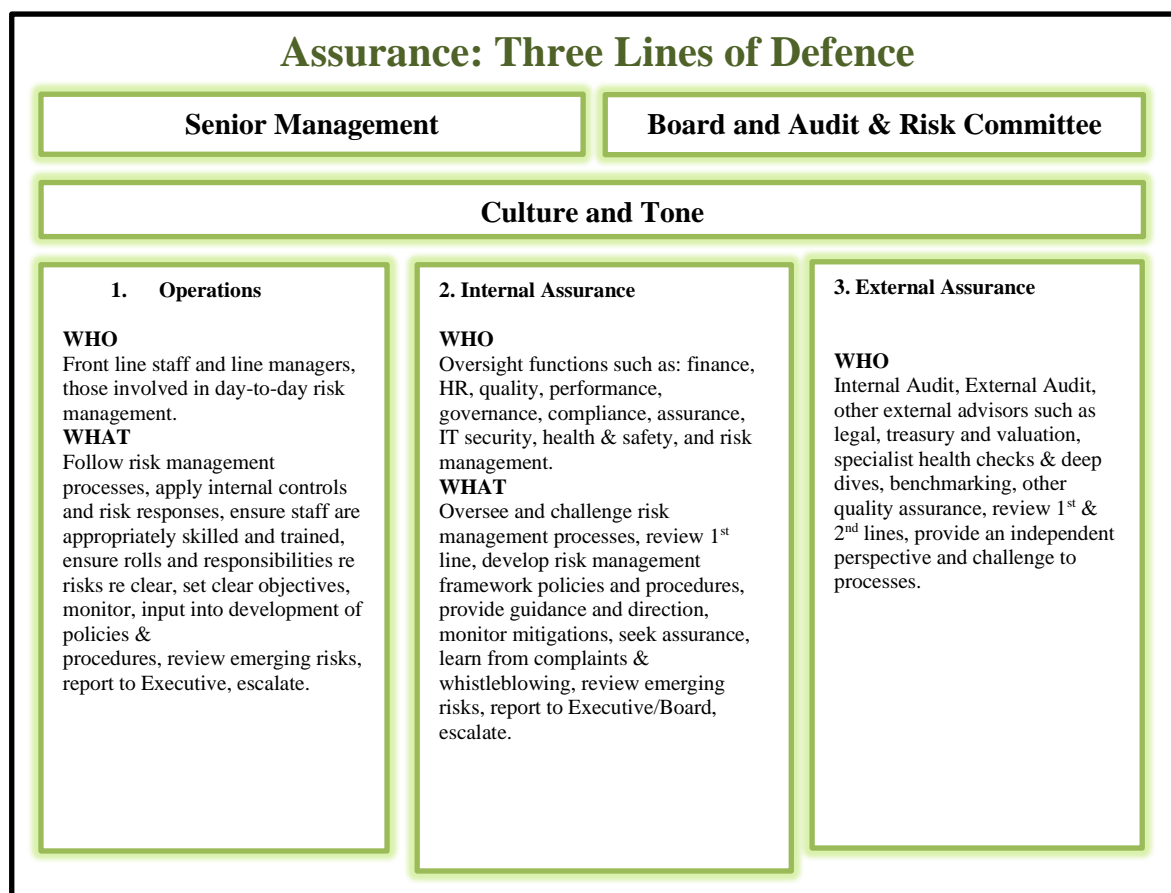 Assurance: Three Lines of Defence
Senior Management
Board and Audit & Risk Committee
Culture and Tone
1. Operations
WHO
Front line staff and line managers,
those involved in day-to-day risk
management.
WHAT
Follow risk management
processes, apply internal controls
and risk responses, ensure staff are
appropriately skilled and trained,
ensure rolls and responsibilities re
risks re clear, set clear objectives,
monitor, input into development of
policies &
procedures, review emerging risks,
report to Executive, escalate.
2. Internal Assurance
WHO
Oversight functions such as: finance,
HR, quality, performance,
governance, compliance, assurance,
IT security, health & safety, and risk
management.
WHAT
Oversee and challenge risk
management processes, review 1st
line, develop risk management
framework policies and procedures,
provide guidance and direction,
monitor mitigations, seek assurance,
learn from complaints &
whistleblowing, review emerging
risks, report to Executive/Board,
escalate.
3. External Assurance
WHO
Internal Audit, External Audit,
other external advisors such as
legal, treasury and valuation,
specialist health checks & deep
dives, benchmarking, other
quality assurance, review 1st &
2nd lines, provide an independent
perspective and challenge to
processes.